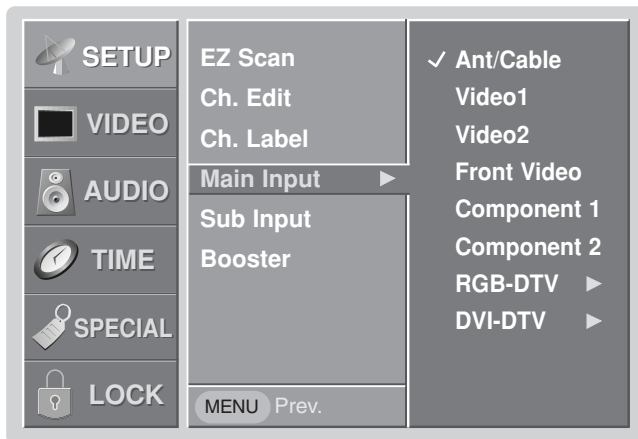 SETUP
VIDEO
AUDIO
TIME
SPECIAL
LOCK
EZ Scan
Ch. Edit
Ch. Label
Main Input ►
Sub Input
Booster
MENU Prev.
✓ Ant/Cable
Video1
Video2
Front Video
Component 1
Component 2
RGB-DTV ►
DVI-DTV ►